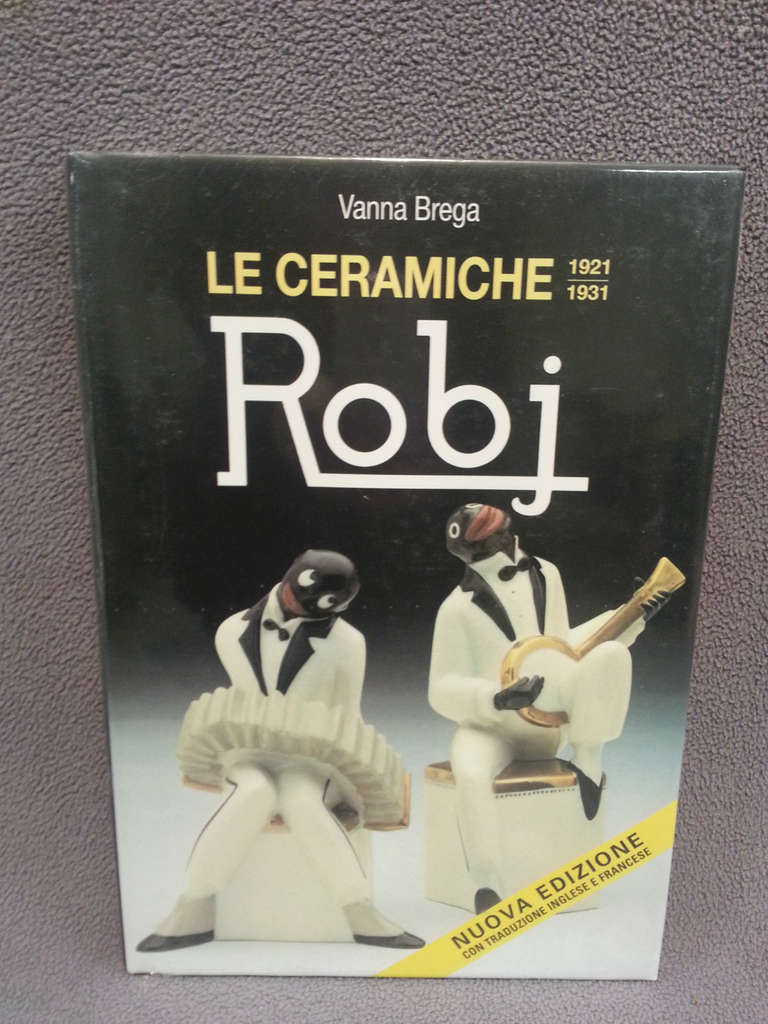 Vanna Brega
LE CERAMICHE 1921
1931
Robj
NUOVA EDIZIONE
CON TRADUZIONE INGLESE E FRANCESE